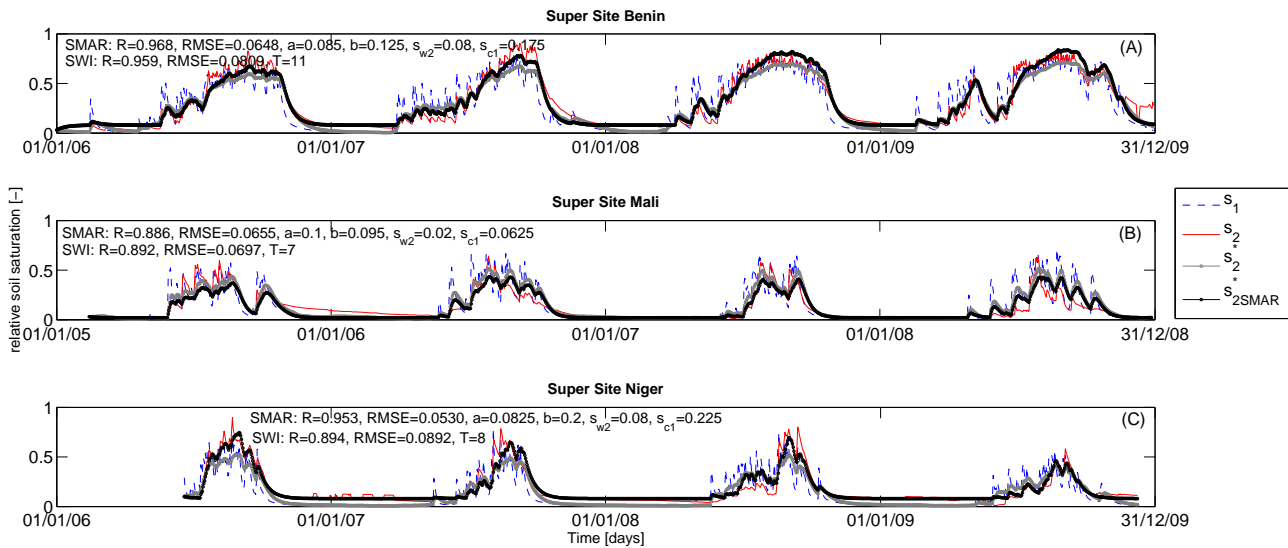 Super Site Benin
1
0.5
0
SMAR: R=0.968, RMSE=0.0648, a=0.085, b=0.125, s_w2=0.08, s_c1=0.175
SWI: R=0.959, RMSE=0.0809, T=11
(A)
01/01/06 01/01/07 01/01/08 01/01/09 31/12/09
relative soil saturation [-]
Super Site Mali
1
0.5
0
SMAR: R=0.886, RMSE=0.0655, a=0.1, b=0.095, s_w2=0.02, s_c1=0.0625
SWI: R=0.892, RMSE=0.0697, T=7
(B)
01/01/05 01/01/06 01/01/07 01/01/08 31/12/08
s_1
s_2
s_2^*
s_2SMAR^*
Super Site Niger
1
0.5
0
SMAR: R=0.953, RMSE=0.0530, a=0.0825, b=0.2, s_w2=0.08, s_c1=0.225
SWI: R=0.894, RMSE=0.0892, T=8
(C)
01/01/06 01/01/07 01/01/08 01/01/09 31/12/09
Time [days]